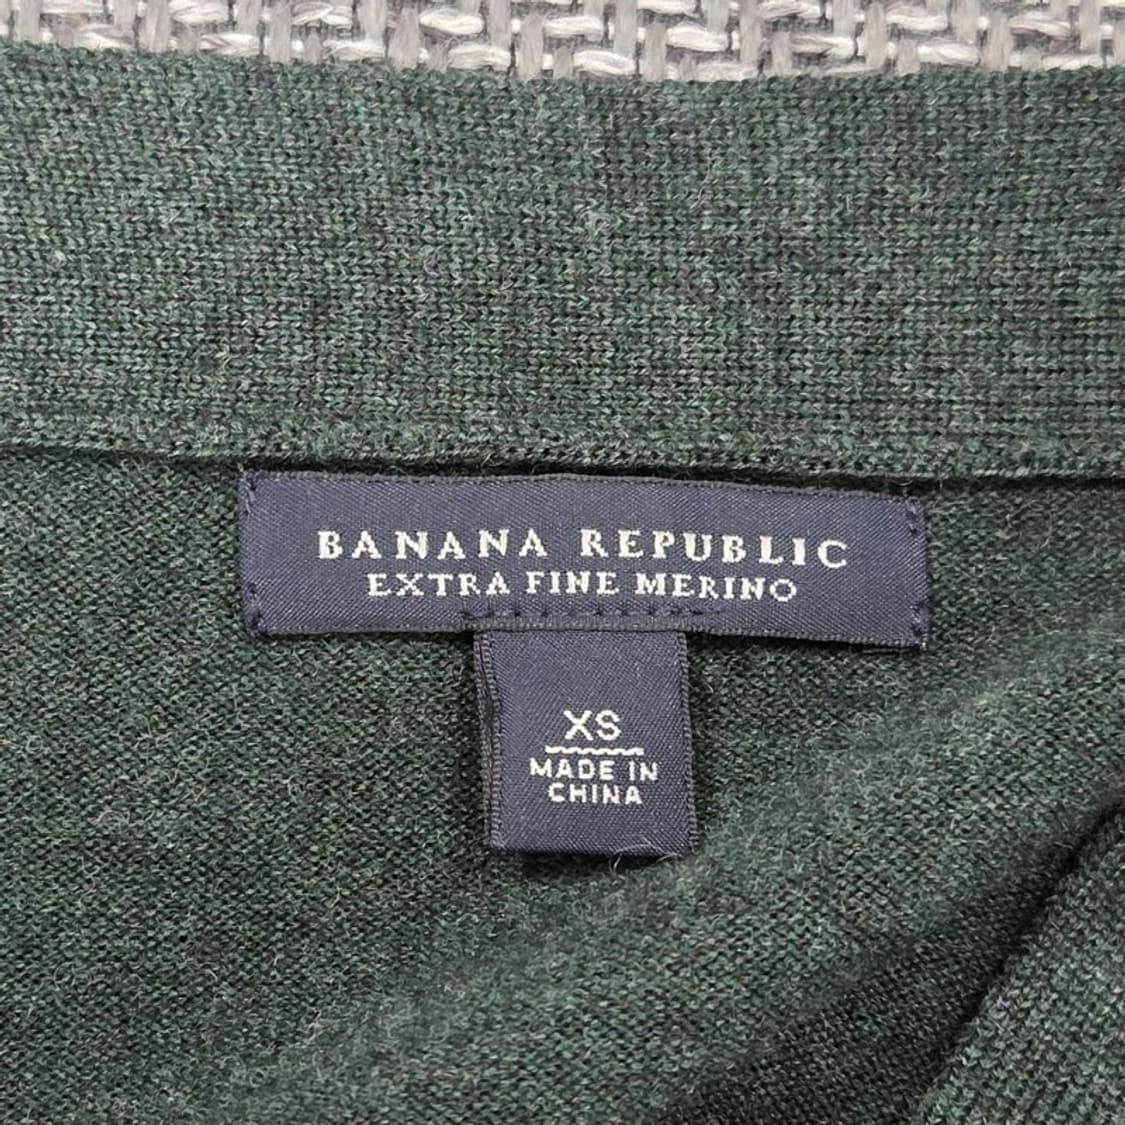 BANANA REPUBLIC
EXTRA FINE MERINO
XS
MADE IN
CHINA